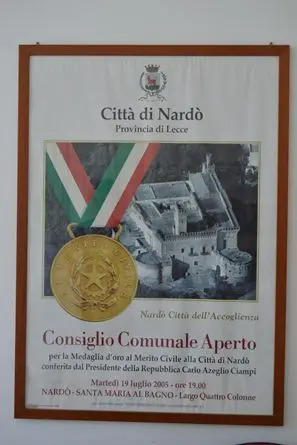 Città di Nardò
Provincia di Lecce
Nardò Città dell'Accoglienza
Consiglio Comunale Aperto
per la Medaglia d'oro al Merito Civile alla Città di Nardò
conferita dal Presidente della Repubblica Carlo Azeglio Ciampi
Martedì 19 luglio 2005 - ore 19.00
NARDÒ - SANTA MARIA AL BAGNO - Largo Quattro Colonne